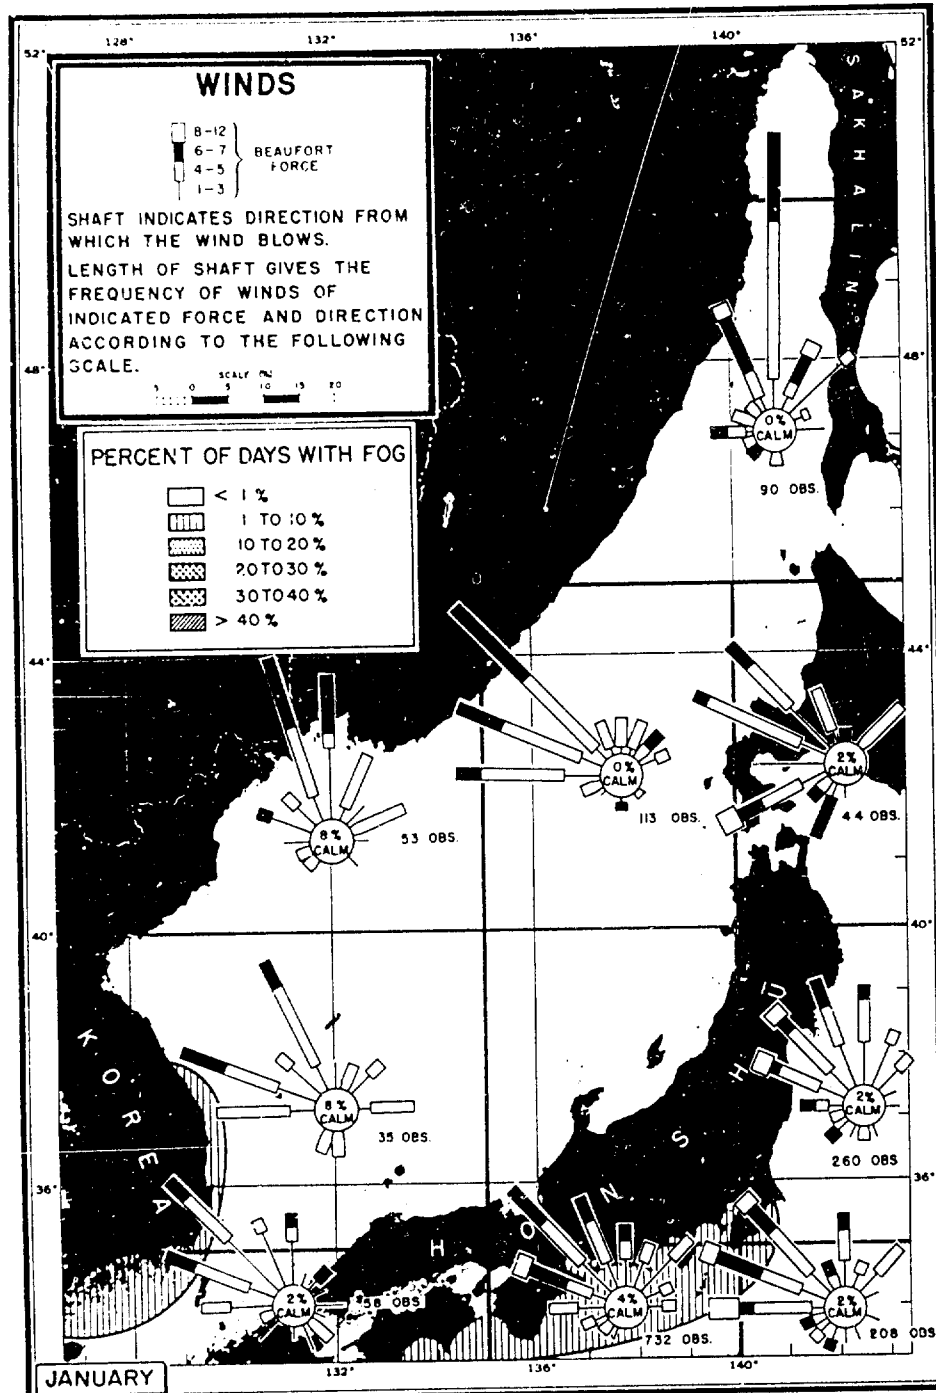 128° 132° 136° 140°
52° 52°
WINDS
8-12
6-7
4-5
1-3
BEAUFORT
FORCE
SHAFT INDICATES DIRECTION FROM
WHICH THE WIND BLOWS.
LENGTH OF SHAFT GIVES THE
FREQUENCY OF WINDS OF
INDICATED FORCE AND DIRECTION
ACCORDING TO THE FOLLOWING
SCALE.
SCALE (%)
5 0 5 10 15 20
PERCENT OF DAYS WITH FOG
< 1 %
1 TO 10 %
10 TO 20 %
20 TO 30 %
30 TO 40 %
> 40 %
SAKHALIN
48°
0%
CALM
90 OBS.
44° 44°
8%
CALM
53 OBS.
0%
CALM
113 OBS.
2%
CALM
44 OBS.
40° 40°
KOREA
8%
CALM
35 OBS.
HONSHU
2%
CALM
260 OBS
36° 36°
2%
CALM
58 OBS
4%
CALM
732 OBS.
2%
CALM
208 OBS
JANUARY
132° 136° 140°